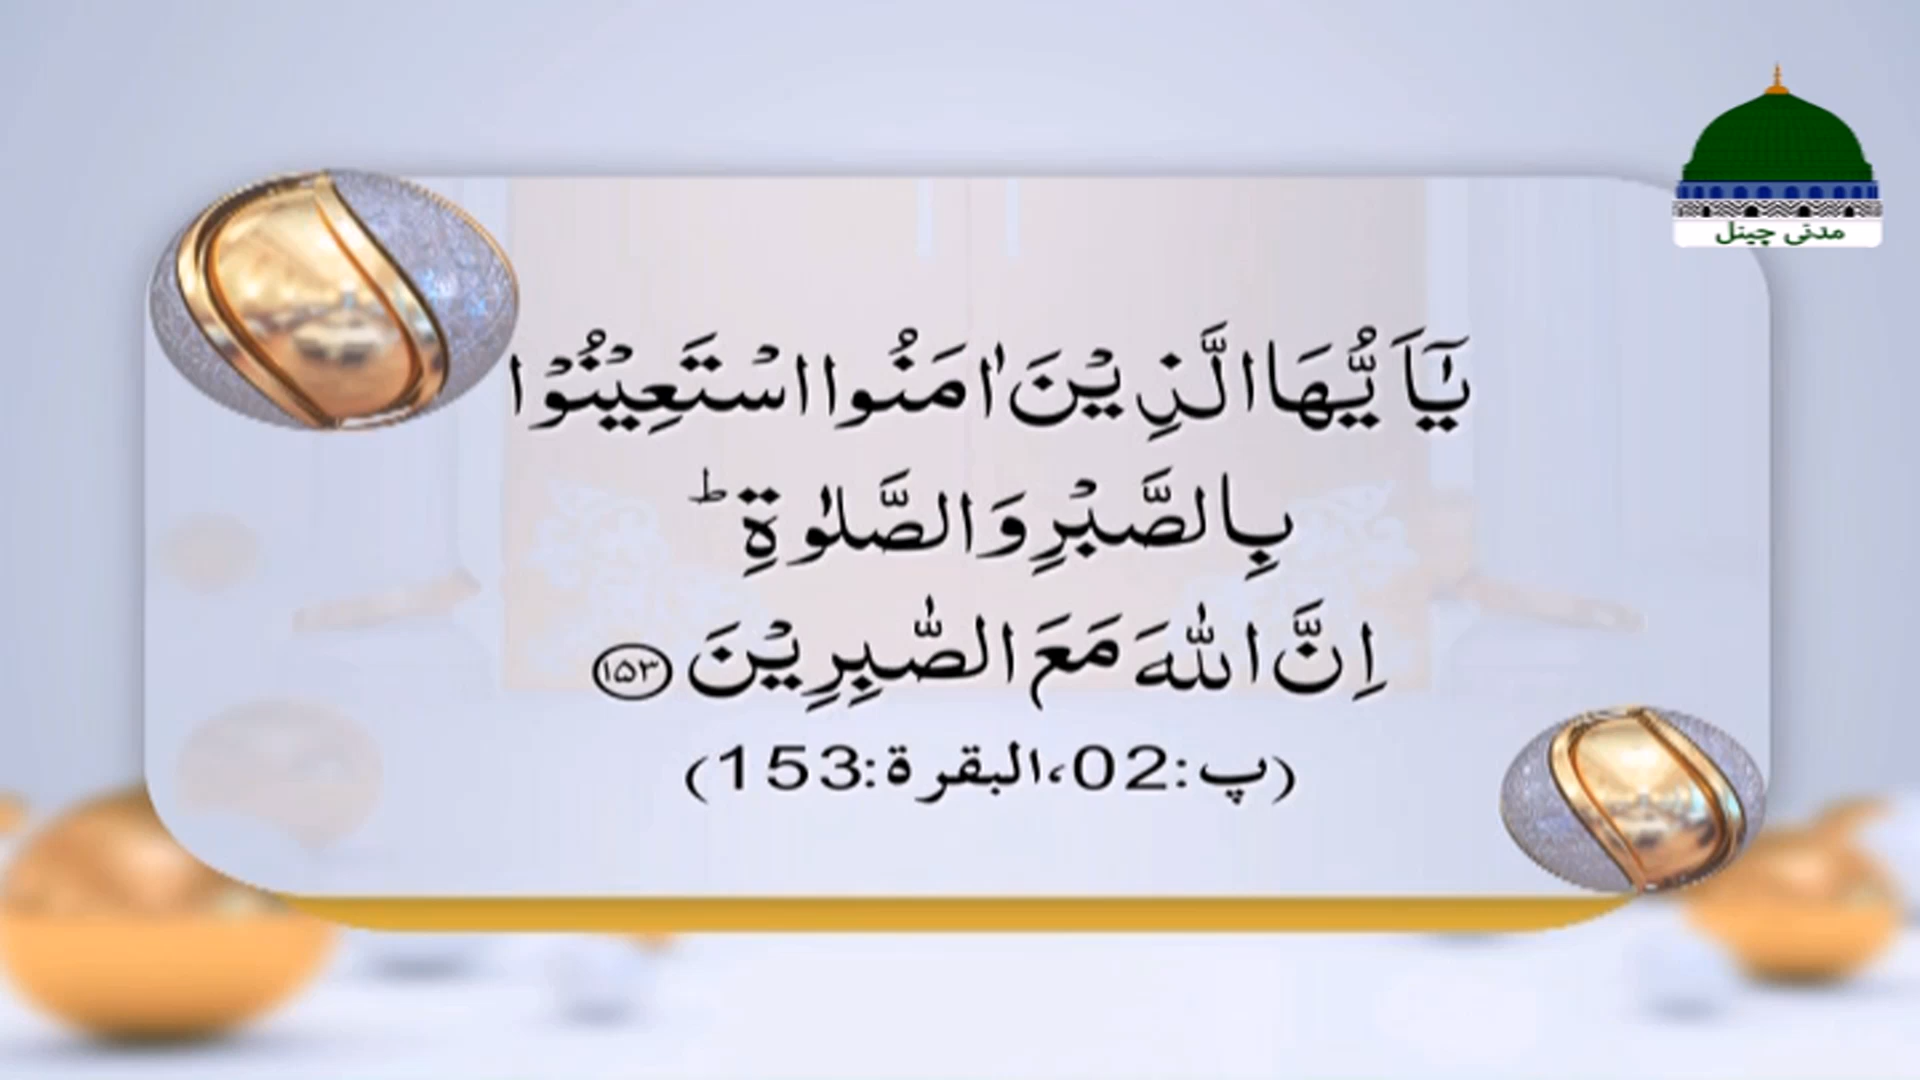 مدنی چینل
یٰۤاَیُّهَا الَّذِیْنَ اٰمَنُوا اسْتَعِیْنُوْا
بِالصَّبْرِ وَ الصَّلٰوةِ ؕ
اِنَّ اللّٰهَ مَعَ الصّٰبِرِیْنَ ﴿۱۵۳﴾
(پ:02،البقرة:153)